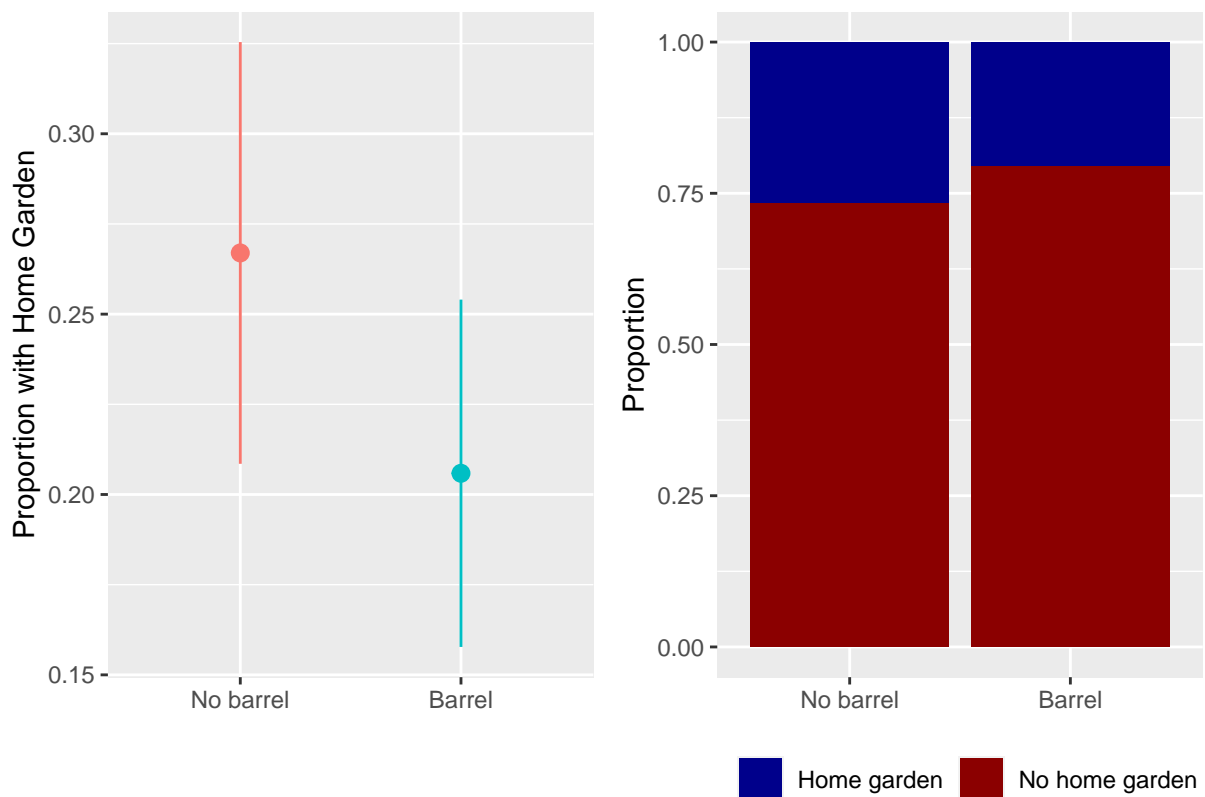 Proportion with Home Garden
0.30
0.25
0.20
0.15
No barrel Barrel
Proportion
1.00
0.75
0.50
0.25
0.00
No barrel Barrel
Home garden No home garden